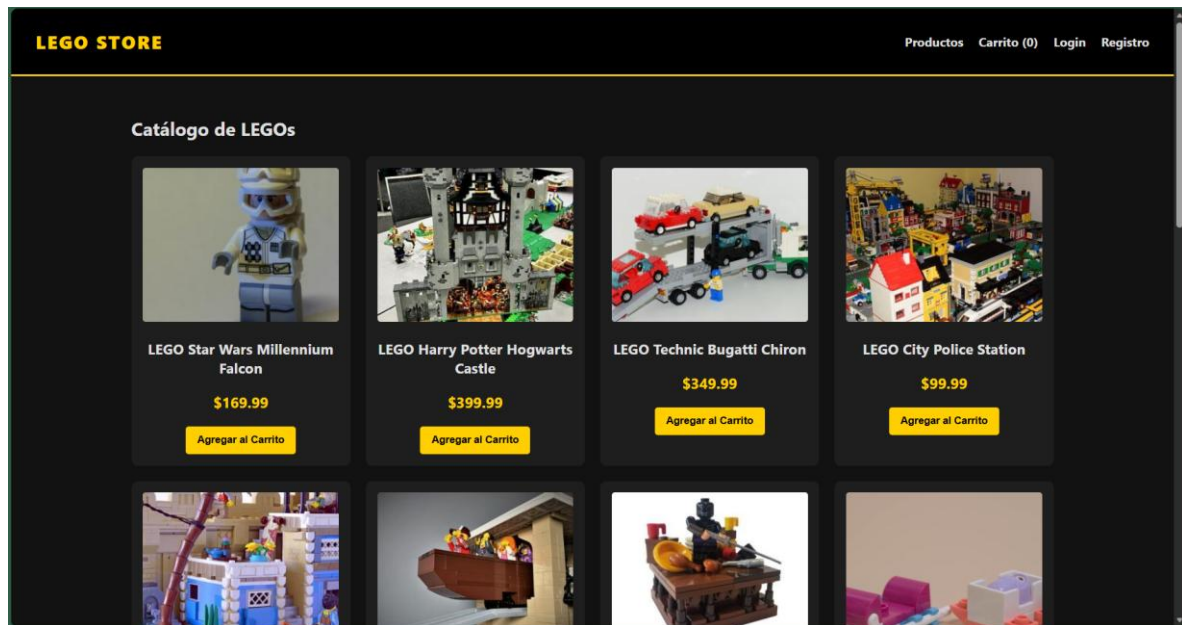 LEGO STORE
Productos Carrito (0) Login Registro
Catálogo de LEGOs
LEGO Star Wars Millennium
Falcon
$169.99
Agregar al Carrito
LEGO Harry Potter Hogwarts
Castle
$399.99
Agregar al Carrito
LEGO Technic Bugatti Chiron
$349.99
Agregar al Carrito
LEGO City Police Station
$99.99
Agregar al Carrito